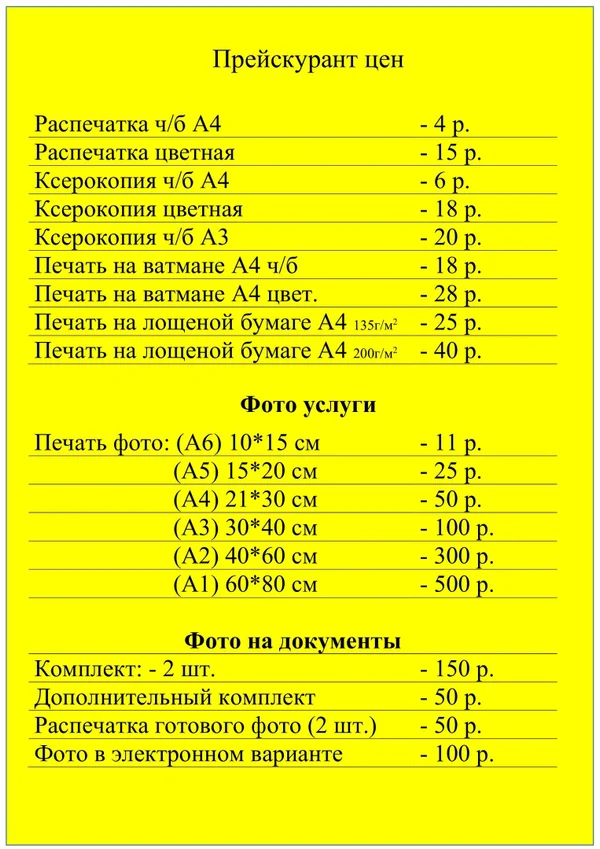 Прейскурант цен
Распечатка ч/б А4 - 4 р.
Распечатка цветная - 15 р.
Ксерокопия ч/б А4 - 6 р.
Ксерокопия цветная - 18 р.
Ксерокопия ч/б А3 - 20 р.
Печать на ватмане А4 ч/б - 18 р.
Печать на ватмане А4 цвет. - 28 р.
Печать на лощеной бумаге А4 135г/м² - 25 р.
Печать на лощеной бумаге А4 200г/м² - 40 р.
Фото услуги
Печать фото: (А6) 10*15 см - 11 р.
(А5) 15*20 см - 25 р.
(А4) 21*30 см - 50 р.
(А3) 30*40 см - 100 р.
(А2) 40*60 см - 300 р.
(А1) 60*80 см - 500 р.
Фото на документы
Комплект: - 2 шт. - 150 р.
Дополнительный комплект - 50 р.
Распечатка готового фото (2 шт.) - 50 р.
Фото в электронном варианте - 100 р.